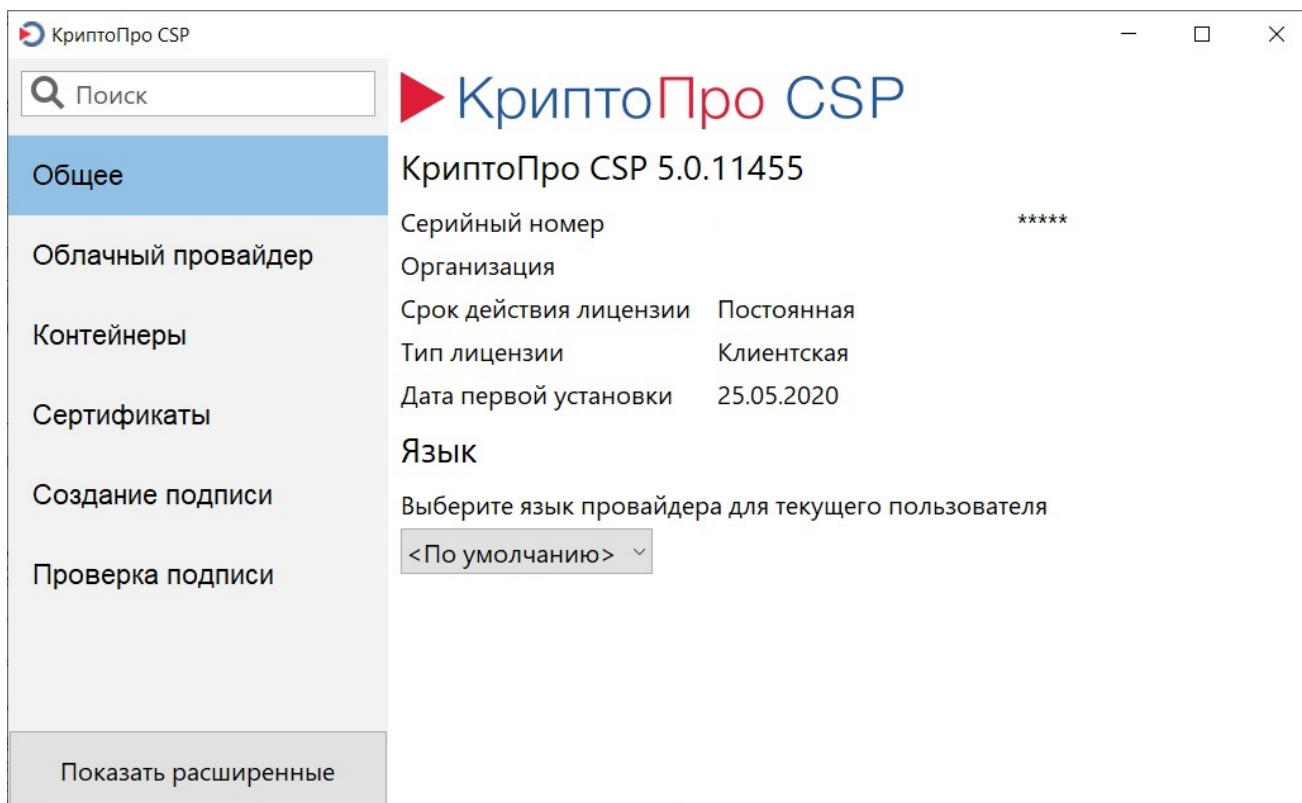 КриптоПро CSP
Поиск
Общее
Облачный провайдер
Контейнеры
Сертификаты
Создание подписи
Проверка подписи
Показать расширенные
КриптоПро CSP
КриптоПро CSP 5.0.11455
Серийный номер *****
Организация
Срок действия лицензии Постоянная
Тип лицензии Клиентская
Дата первой установки 25.05.2020
Язык
Выберите язык провайдера для текущего пользователя
<По умолчанию>